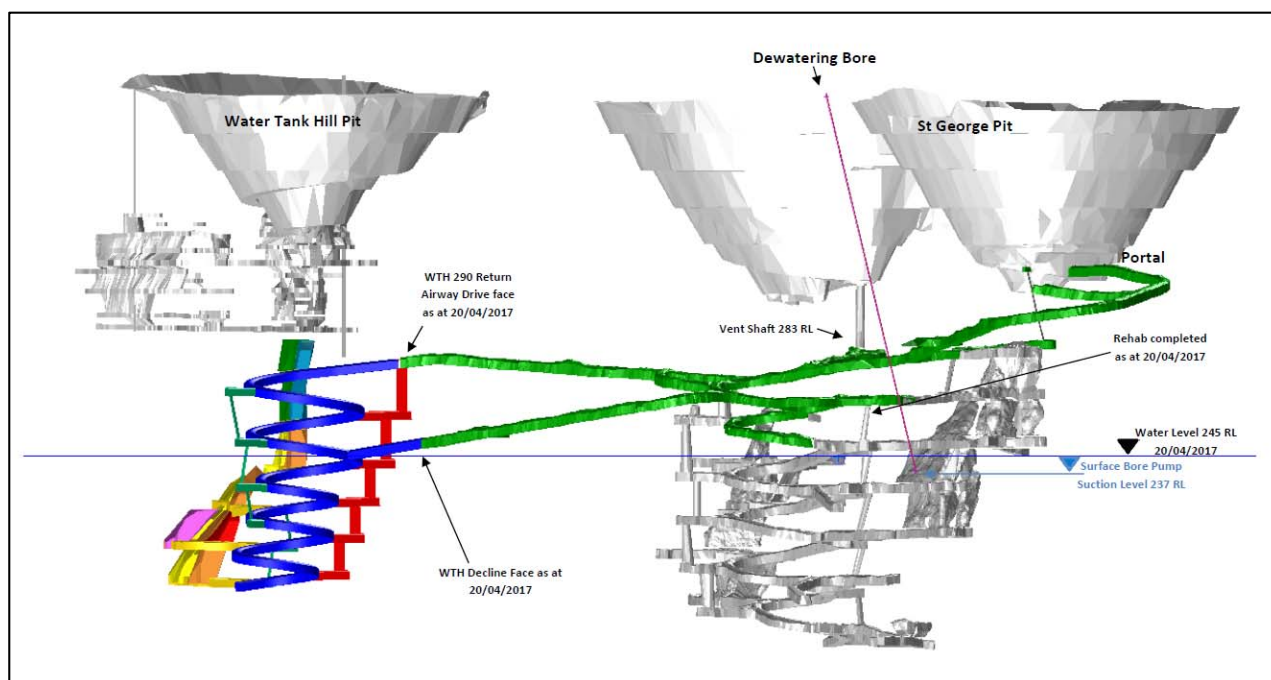 Dewatering Bore
Water Tank Hill Pit
St George Pit
Portal
WTH 290 Return
Airway Drive face
as at 20/04/2017
Vent Shaft 283 RL
Rehab completed
as at 20/04/2017
Water Level 245 RL
20/04/2017
Surface Bore Pump
Suction Level 237 RL
WTH Decline Face as at
20/04/2017